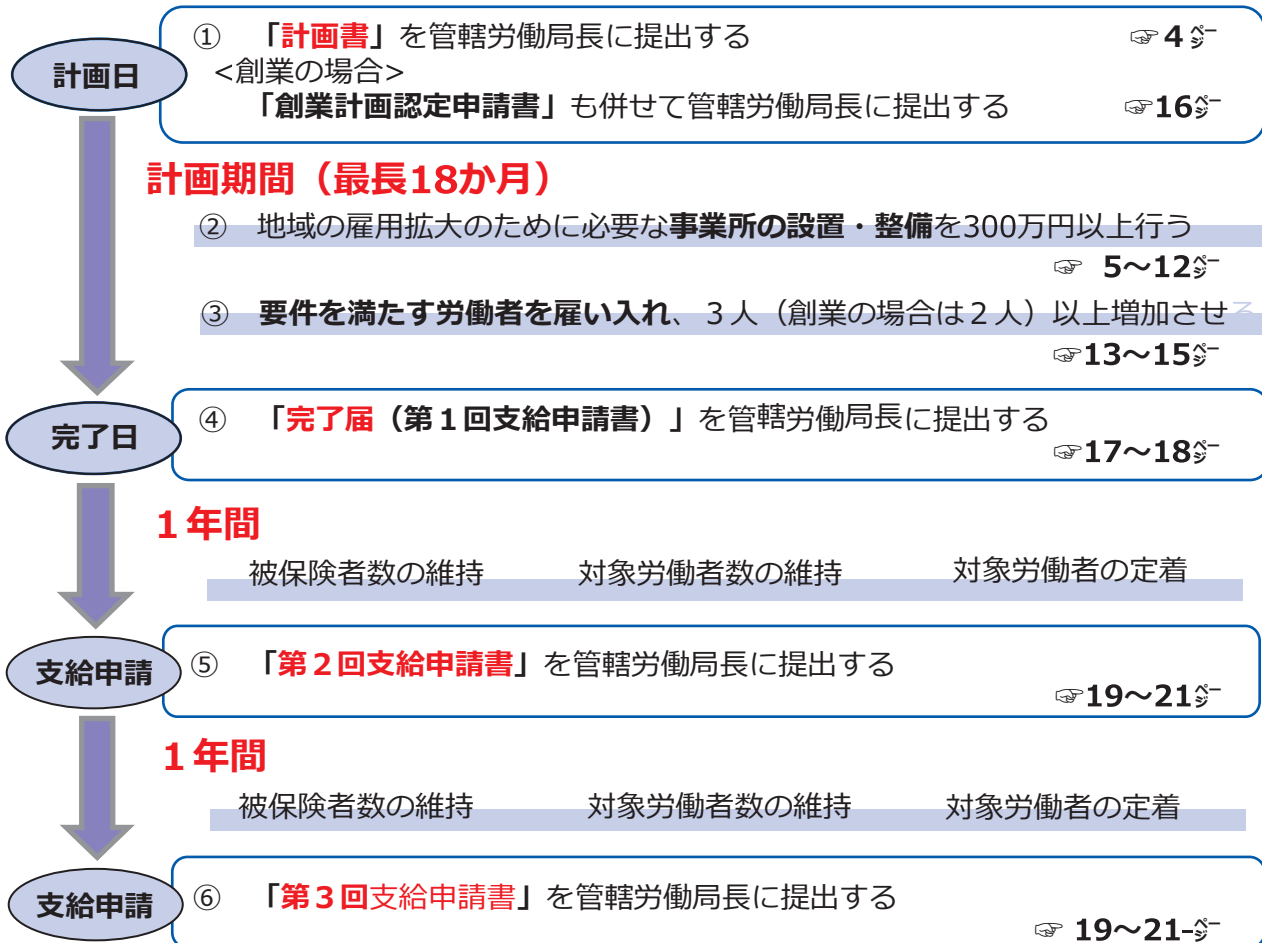 ① 「計画書」を管轄労働局長に提出する ☞４㌻
計画日
<創業の場合>
「創業計画認定申請書」も併せて管轄労働局長に提出する ☞16㌻
計画期間（最長18か月）
② 地域の雇用拡大のために必要な事業所の設置・整備を300万円以上行う
☞ 5～12㌻
③ 要件を満たす労働者を雇い入れ、３人（創業の場合は２人）以上増加させる
☞13～15㌻
完了日
④ 「完了届（第１回支給申請書）」を管轄労働局長に提出する
☞17～18㌻
１年間
被保険者数の維持 対象労働者数の維持 対象労働者の定着
支給申請
⑤ 「第２回支給申請書」を管轄労働局長に提出する
☞19～21㌻
１年間
被保険者数の維持 対象労働者数の維持 対象労働者の定着
支給申請
⑥ 「第３回支給申請書」を管轄労働局長に提出する
☞ 19～21-㌻